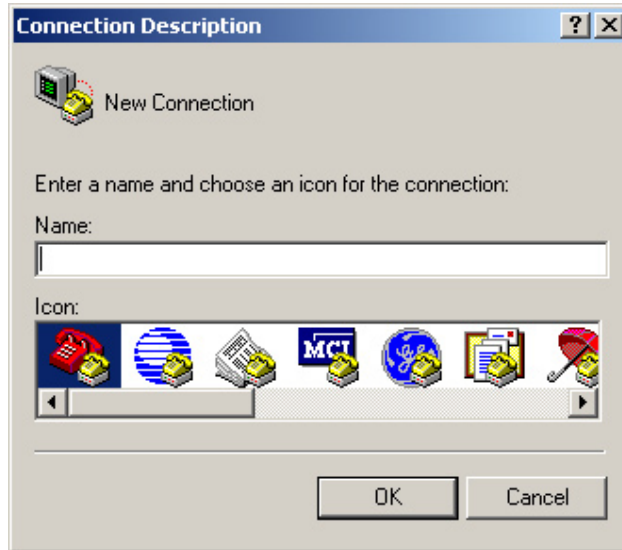 Connection Description
New Connection
Enter a name and choose an icon for the connection:
Name:
Icon:
MCI
OK
Cancel